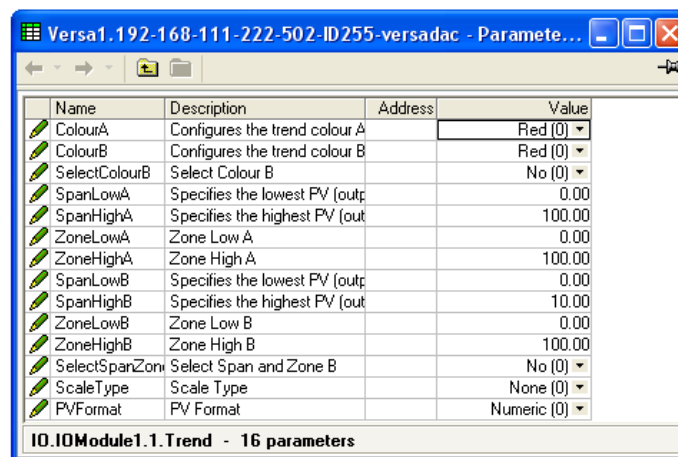 Versa1.192-168-111-222-502-ID255-versadac - Paramete...
Name Description Address Value
ColourA Configures the trend colour A Red (0)
ColourB Configures the trend colour B Red (0)
SelectColourB Select Colour B No (0)
SpanLowA Specifies the lowest PV (outp 0.00
SpanHighA Specifies the highest PV (out 100.00
ZoneLowA Zone Low A 0.00
ZoneHighA Zone High A 100.00
SpanLowB Specifies the lowest PV (outp 0.00
SpanHighB Specifies the highest PV (out 10.00
ZoneLowB Zone Low B 0.00
ZoneHighB Zone High B 100.00
SelectSpanZon Select Span and Zone B No (0)
ScaleType Scale Type None (0)
PVFormat PV Format Numeric (0)
IO.IOModule1.1.Trend - 16 parameters